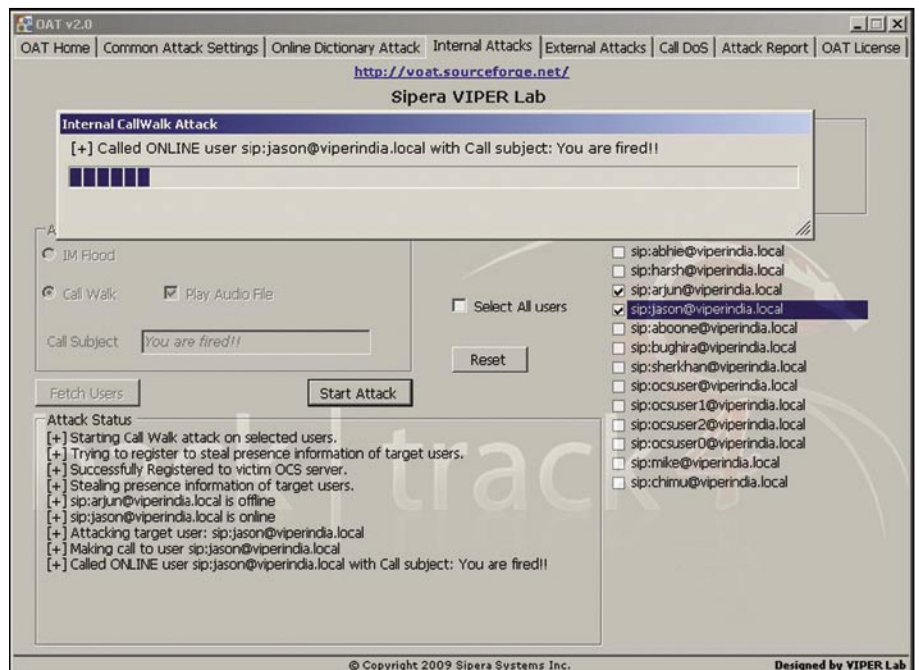 OAT v2.0
OAT Home Common Attack Settings Online Dictionary Attack Internal Attacks External Attacks Call DoS Attack Report OAT License
http://voat.sourceforge.net/
Sipera VIPER Lab
Internal CallWalk Attack
[+] Called ONLINE user sip:jason@viperindia.local with Call subject: You are fired!!
A
IM Flood
Call Walk
Play Audio File
Call Subject
You are fired!!
Fetch Users
Start Attack
Select All users
Reset
sip:abhie@viperindia.local
sip:harsh@viperindia.local
sip:arjun@viperindia.local
sip:jason@viperindia.local
sip:aboone@viperindia.local
sip:bughira@viperindia.local
sip:sherkhan@viperindia.local
sip:ocsuser@viperindia.local
sip:ocsuser1@viperindia.local
sip:ocsuser2@viperindia.local
sip:ocsuser0@viperindia.local
sip:mike@viperindia.local
sip:chimu@viperindia.local
Attack Status
[+] Starting Call Walk attack on selected users.
[+] Trying to register to steal presence information of target users.
[+] Successfully Registered to victim OCS server.
[+] Stealing presence information of target users.
[+] sip:arjun@viperindia.local is offline
[+] sip:jason@viperindia.local is online
[+] Attacking target user: sip:jason@viperindia.local
[+] Making call to user sip:jason@viperindia.local
[+] Called ONLINE user sip:jason@viperindia.local with Call subject: You are fired!!
track 4
© Copyright 2009 Sipera Systems Inc.
Designed by VIPER Lab